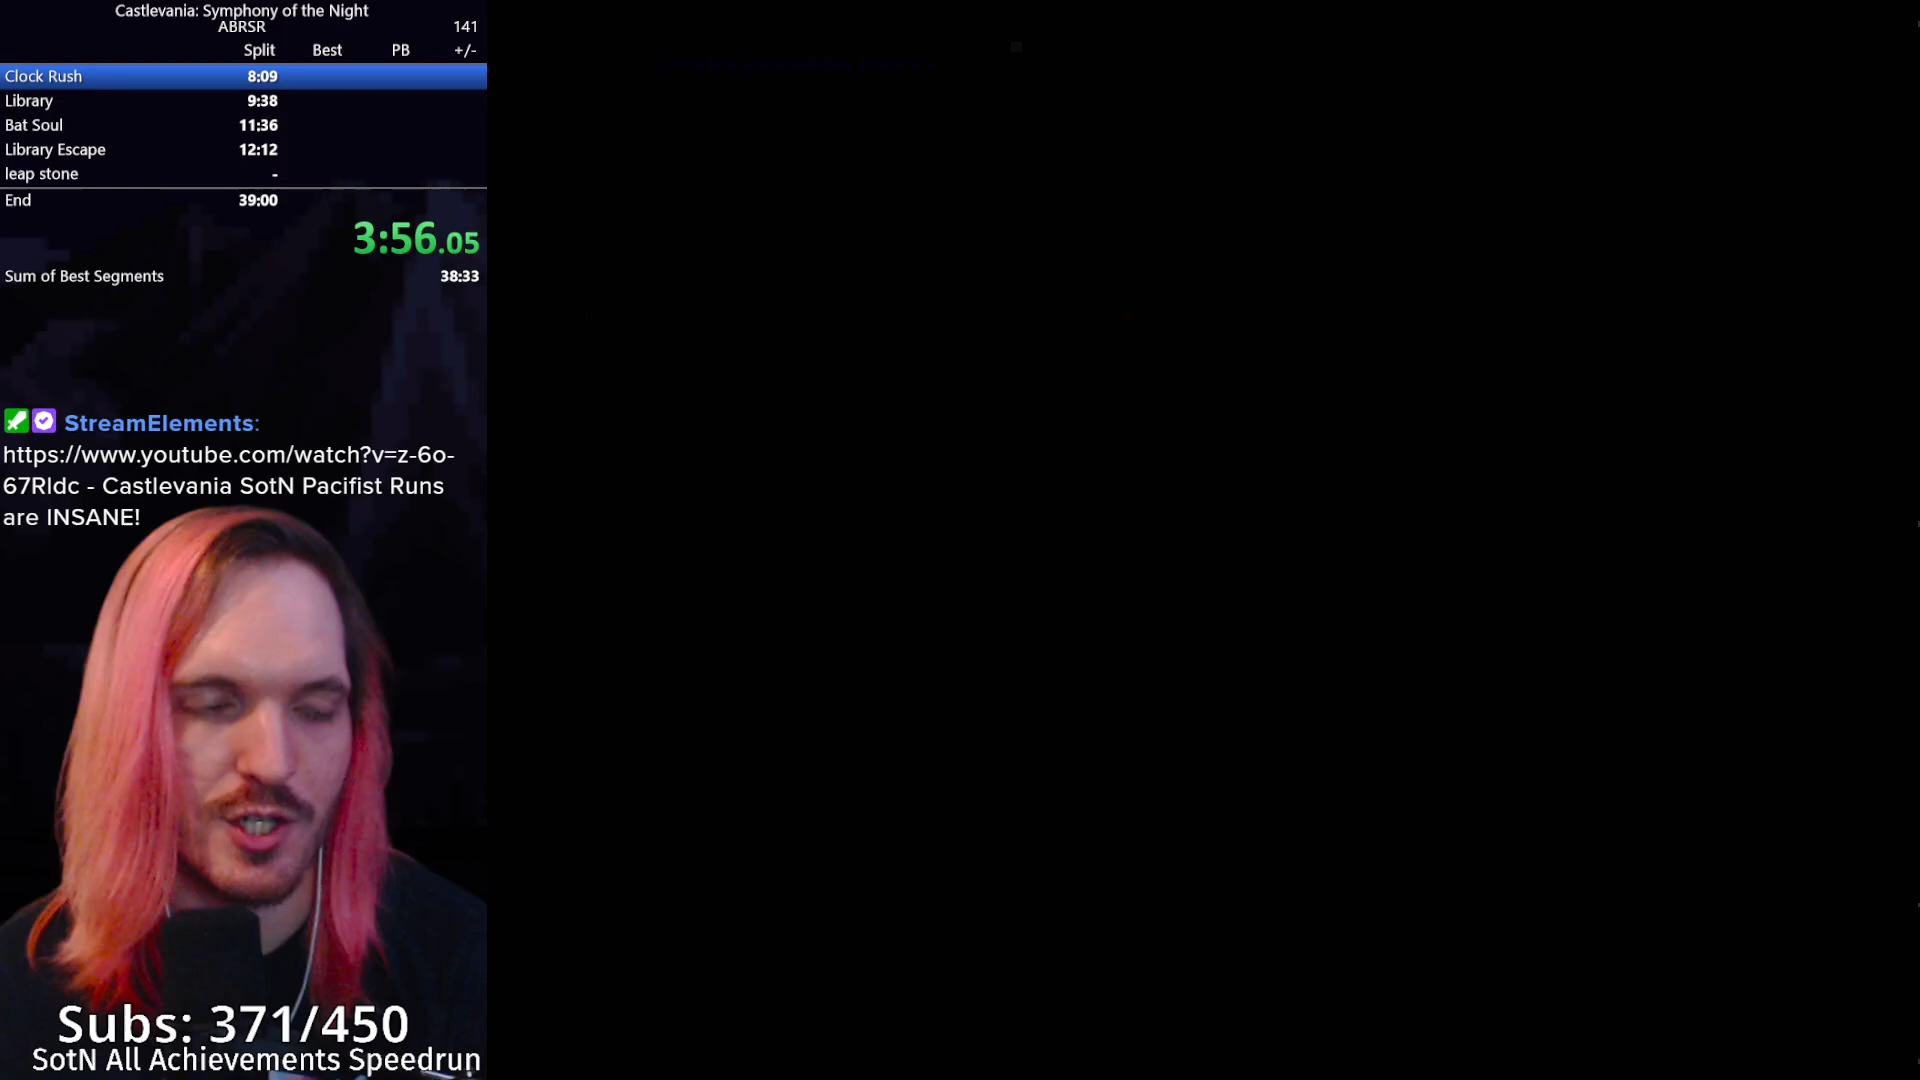 Castlevania: Symphony of the Night
ABRSR 141
Split Best PB +/-
Clock Rush 8:09
Library 9:38
Bat Soul 11:36
Library Escape 12:12
leap stone -
End 39:00
3:56.05
Sum of Best Segments 38:33
StreamElements:
https://www.youtube.com/watch?v=z-6o-
67Rldc - Castlevania SotN Pacifist Runs
are INSANE!
Subs: 371/450
SotN All Achievements Speedrun